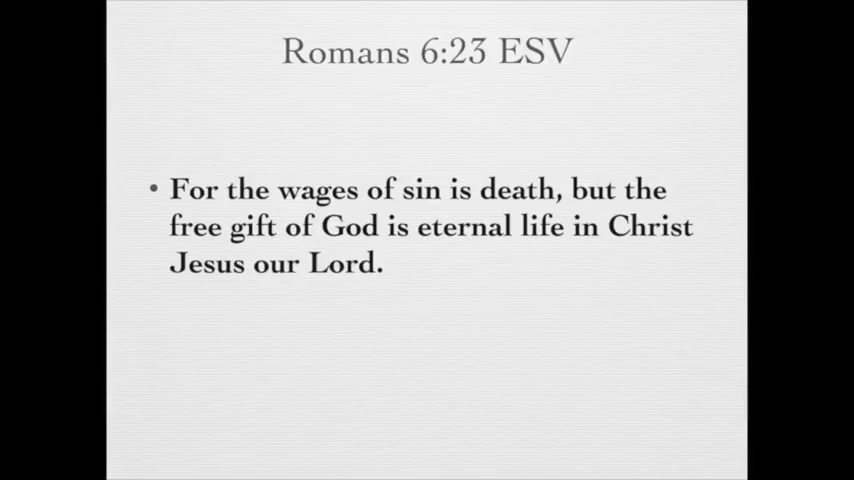 Romans 6:23 ESV
• For the wages of sin is death, but the
free gift of God is eternal life in Christ
Jesus our Lord.